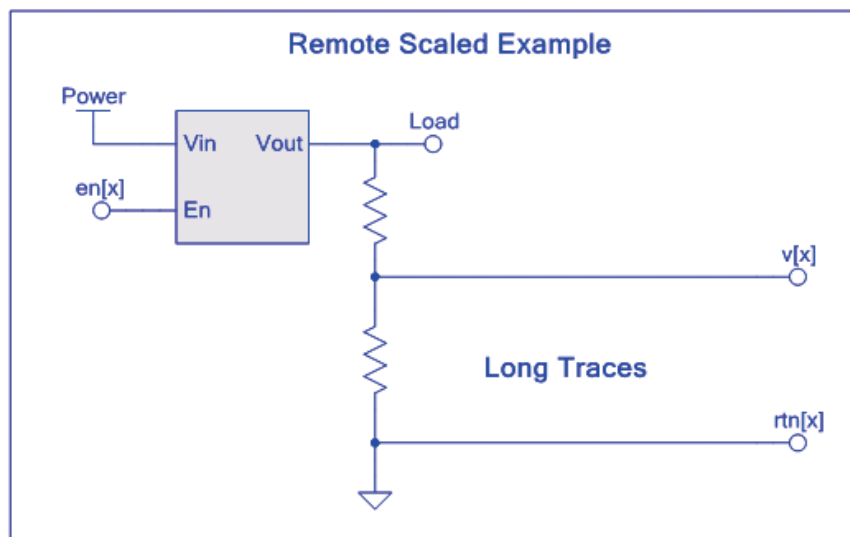 Remote Scaled Example
Power
Load
Vin
Vout
en[x]
En
v[x]
Long Traces
rtn[x]